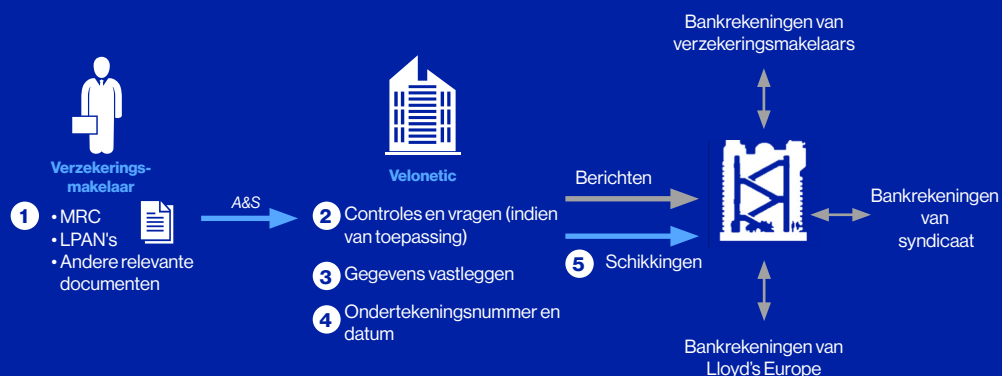 Verzekerings-
makelaar
1
• MRC
• LPAN's
• Andere relevante
documenten
A&S
Velonetic
2 Controles en vragen (indien
van toepassing)
3 Gegevens vastleggen
4 Ondertekeningsnummer en
datum
Berichten
5 Schikkingen
Bankrekeningen van
verzekeringsmakelaars
Bankrekeningen
van
syndicaat
Bankrekeningen van
Lloyd's Europe